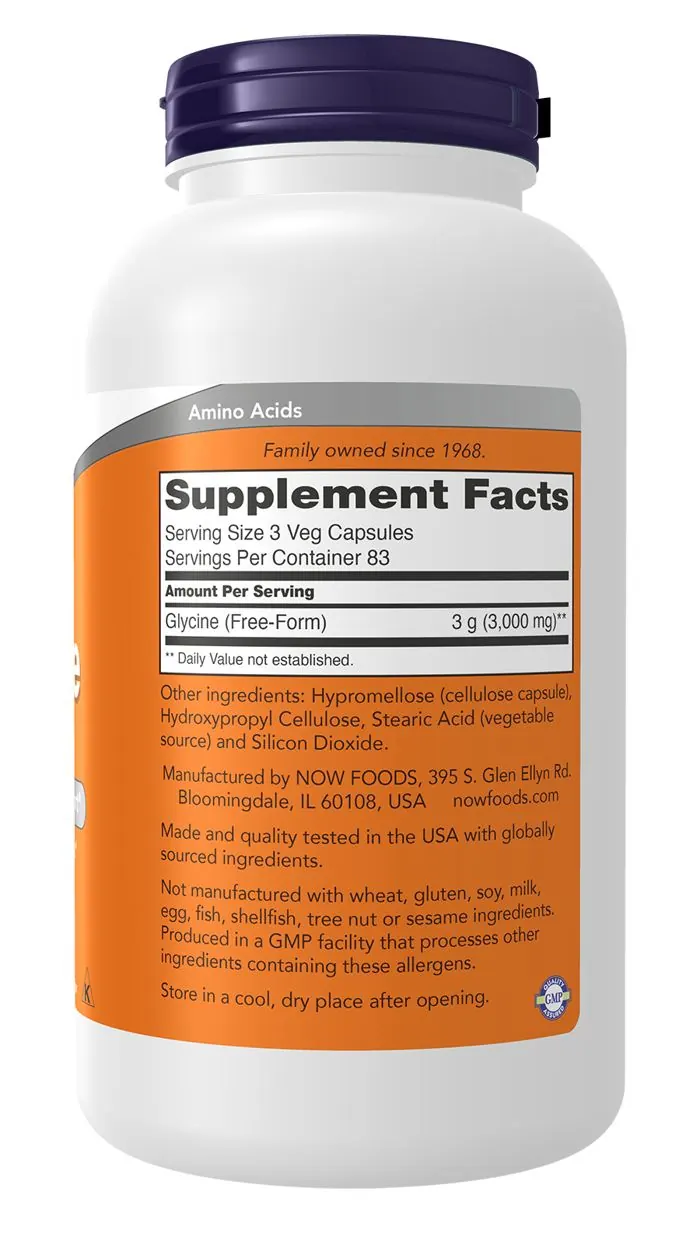 Amino Acids
Family owned since 1968.
Supplement Facts
Serving Size 3 Veg Capsules
Servings Per Container 83
Amount Per Serving
Glycine (Free-Form) 3 g (3,000 mg)**
** Daily Value not established.
Other ingredients: Hypromellose (cellulose capsule),
Hydroxypropyl Cellulose, Stearic Acid (vegetable
source) and Silicon Dioxide.
Manufactured by NOW FOODS, 395 S. Glen Ellyn Rd.
Bloomingdale, IL 60108, USA nowfoods.com
Made and quality tested in the USA with globally
sourced ingredients.
Not manufactured with wheat, gluten, soy, milk,
egg, fish, shellfish, tree nut or sesame ingredients.
Produced in a GMP facility that processes other
ingredients containing these allergens.
Store in a cool, dry place after opening.
QUALITY
GMP
ASSURED
K